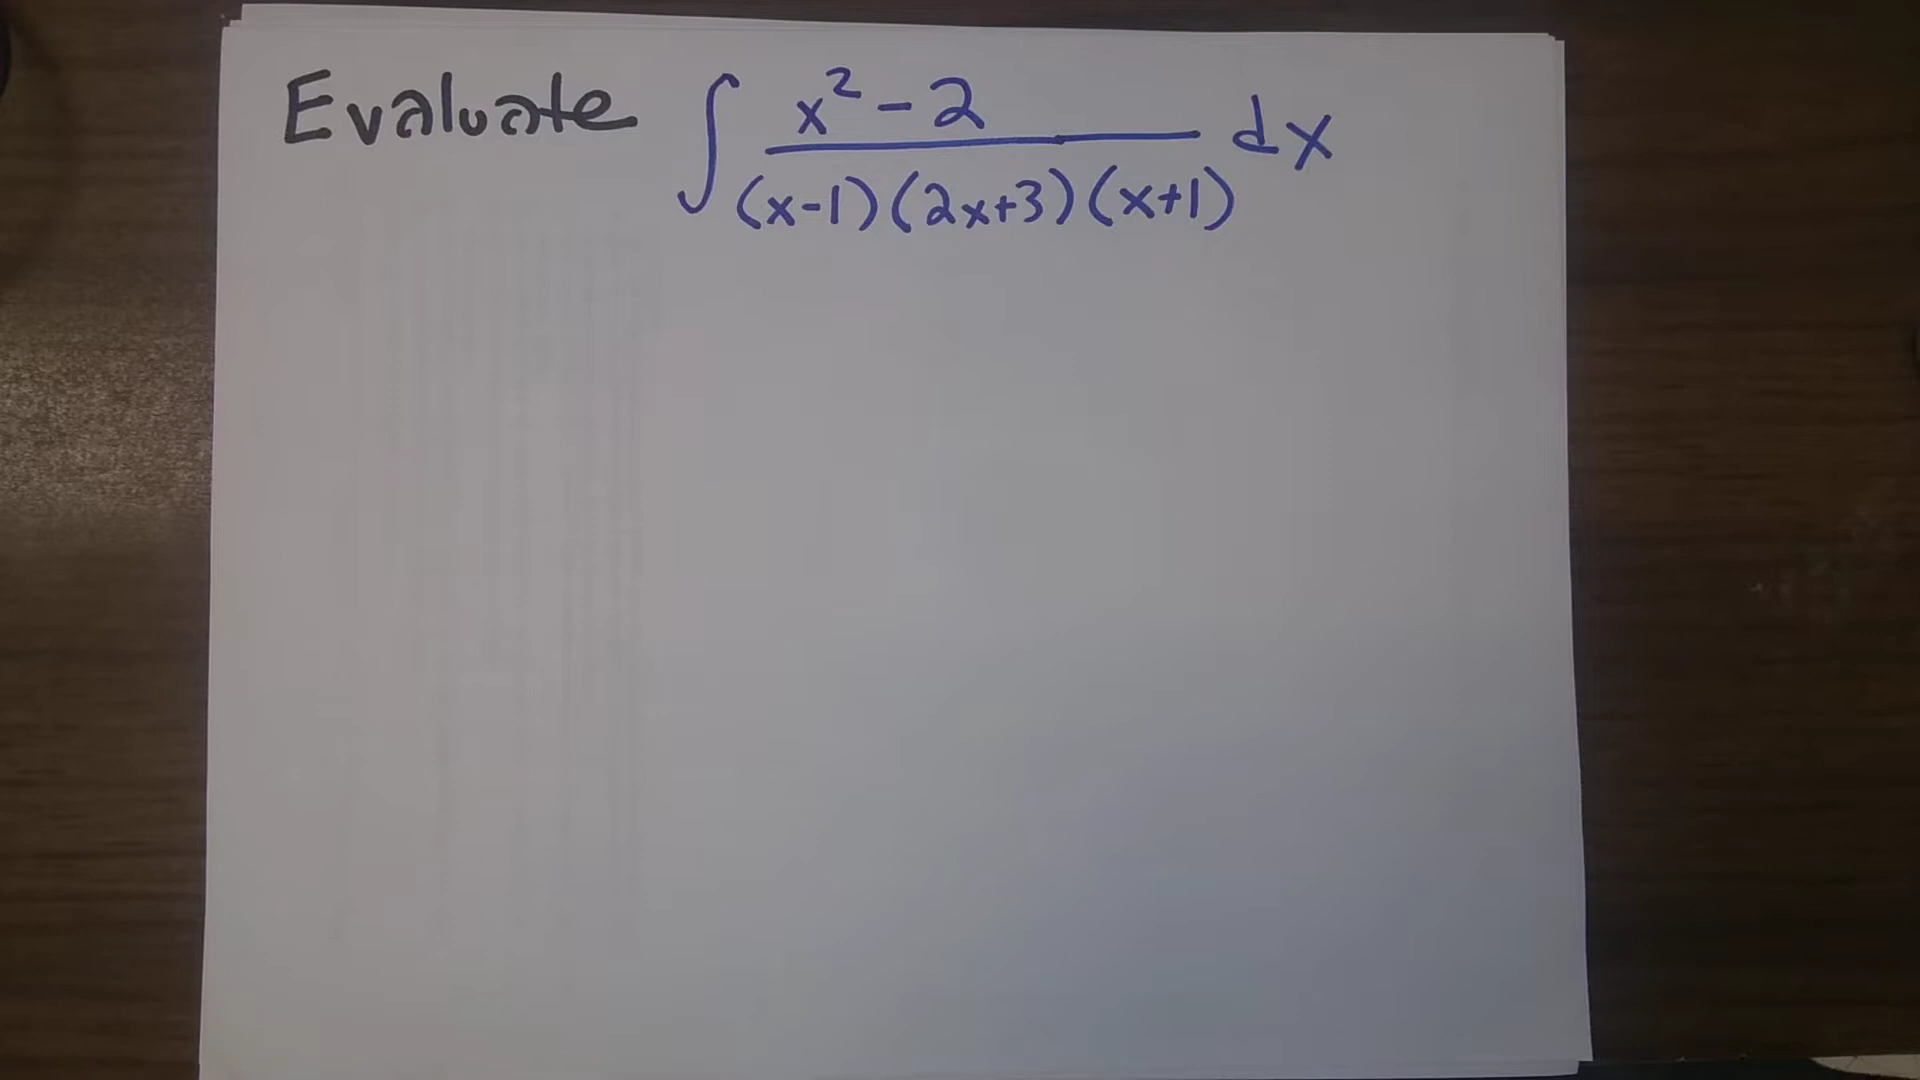 Evaluate ∫ x² - 2 / (x-1)(2x+3)(x+1) dx